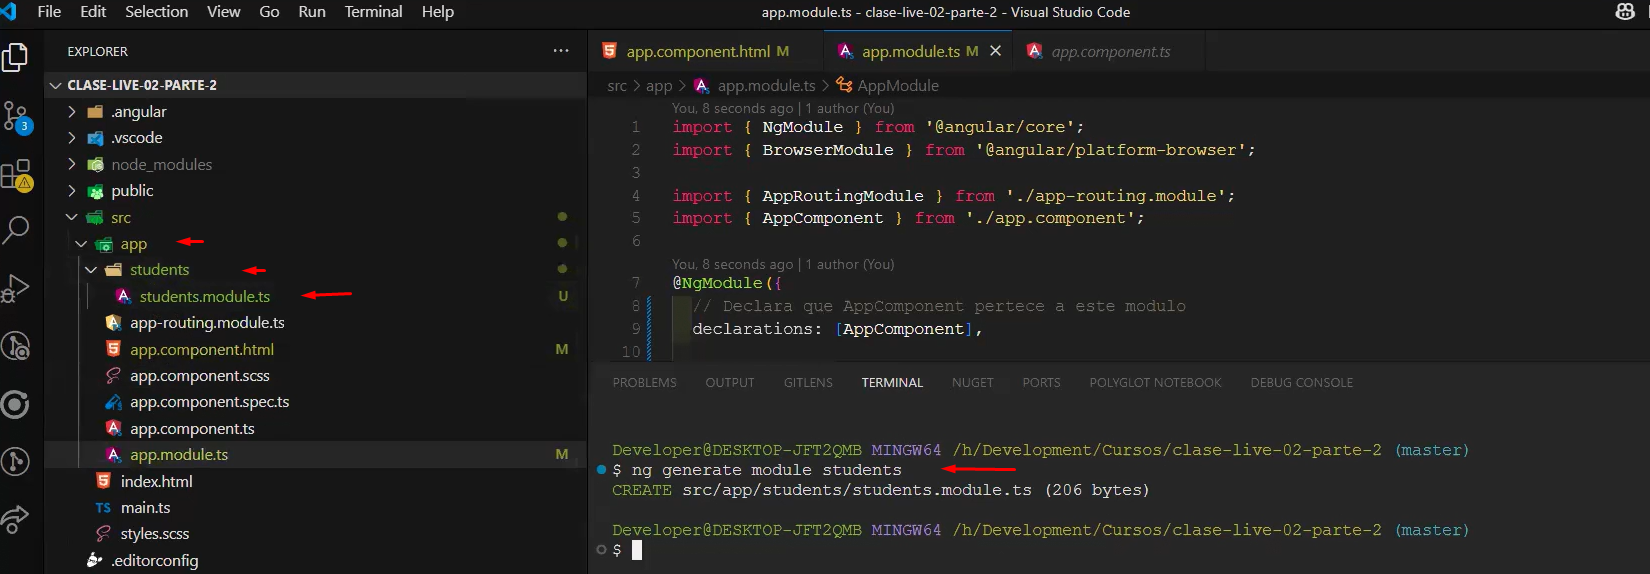 File Edit Selection View Go Run Terminal Help
app.module.ts - clase-live-02-parte-2 - Visual Studio Code
EXPLORER
CLASE-LIVE-02-PARTE-2
.angular
.vscode
node_modules
public
src
app
students
students.module.ts U
app-routing.module.ts
app.component.html M
app.component.scss
app.component.spec.ts
app.component.ts
app.module.ts M
index.html
TS main.ts
styles.scss
.editorconfig
3
app.component.html M app.module.ts M app.component.ts
src > app > app.module.ts > AppModule
You, 8 seconds ago | 1 author (You)
1 import { NgModule } from '@angular/core';
2 import { BrowserModule } from '@angular/platform-browser';
3
4 import { AppRoutingModule } from './app-routing.module';
5 import { AppComponent } from './app.component';
6
You, 8 seconds ago | 1 author (You)
7 @NgModule({
8 // Declara que AppComponent pertece a este modulo
9 declarations: [AppComponent],
10
PROBLEMS OUTPUT GITLENS TERMINAL NUGET PORTS POLYGLOT NOTEBOOK DEBUG CONSOLE
Developer@DESKTOP-JFT2QMB MINGW64 /h/Development/Cursos/clase-live-02-parte-2 (master)
$ ng generate module students
CREATE src/app/students/students.module.ts (206 bytes)
Developer@DESKTOP-JFT2QMB MINGW64 /h/Development/Cursos/clase-live-02-parte-2 (master)
$